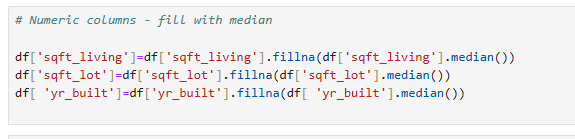 # Numeric columns - fill with median
df['sqft_living']=df['sqft_living'].fillna(df['sqft_living'].median())
df['sqft_lot']=df['sqft_lot'].fillna(df['sqft_lot'].median())
df[ 'yr_built']=df['yr_built'].fillna(df[ 'yr_built'].median())